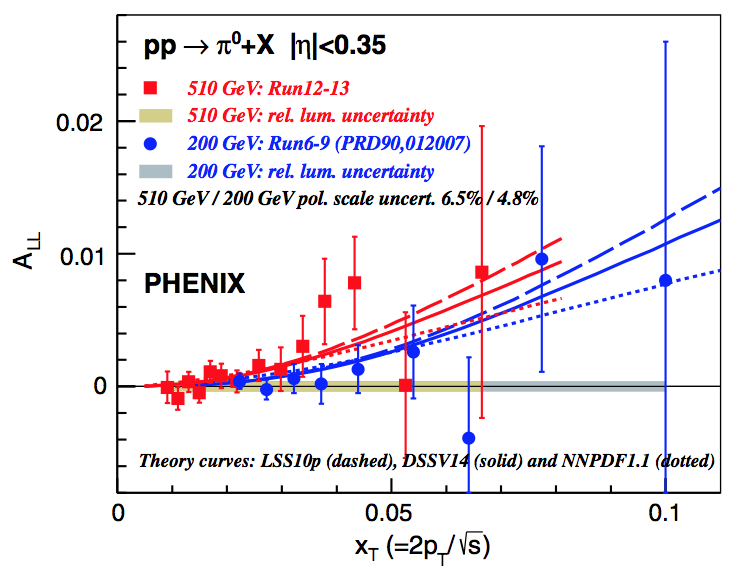 pp → π⁰+X |η|<0.35
510 GeV: Run12-13
510 GeV: rel. lum. uncertainty
200 GeV: Run6-9 (PRD90,012007)
200 GeV: rel. lum. uncertainty
510 GeV / 200 GeV pol. scale uncert. 6.5% / 4.8%
0.02
0.01
A_LL
PHENIX
0
Theory curves: LSS10p (dashed), DSSV14 (solid) and NNPDF1.1 (dotted)
0 0.05 0.1
x_T (=2p_T/√s)